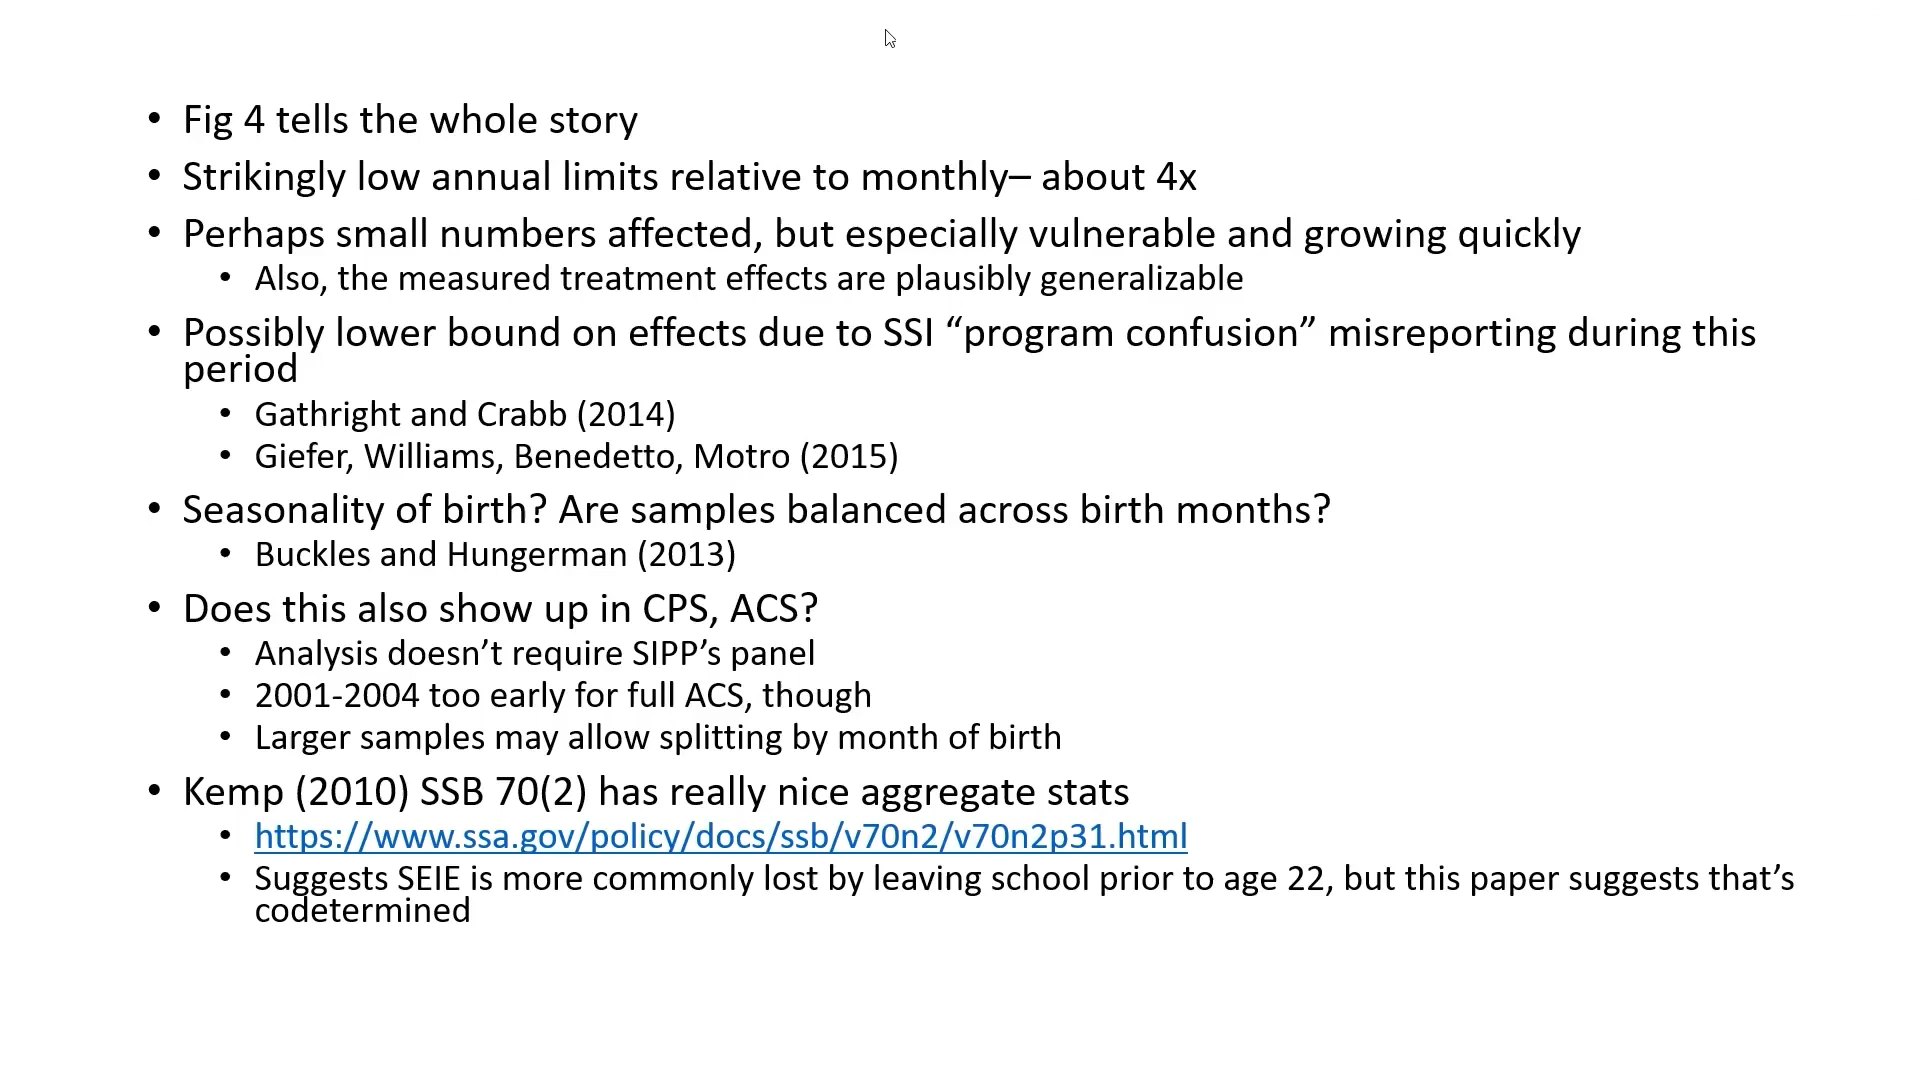 • Fig 4 tells the whole story
• Strikingly low annual limits relative to monthly– about 4x
• Perhaps small numbers affected, but especially vulnerable and growing quickly
• Also, the measured treatment effects are plausibly generalizable
• Possibly lower bound on effects due to SSI “program confusion” misreporting during this
period
• Gathright and Crabb (2014)
• Giefer, Williams, Benedetto, Motro (2015)
• Seasonality of birth? Are samples balanced across birth months?
• Buckles and Hungerman (2013)
• Does this also show up in CPS, ACS?
• Analysis doesn’t require SIPP’s panel
• 2001-2004 too early for full ACS, though
• Larger samples may allow splitting by month of birth
• Kemp (2010) SSB 70(2) has really nice aggregate stats
• https://www.ssa.gov/policy/docs/ssb/v70n2/v70n2p31.html
• Suggests SEIE is more commonly lost by leaving school prior to age 22, but this paper suggests that’s
codetermined